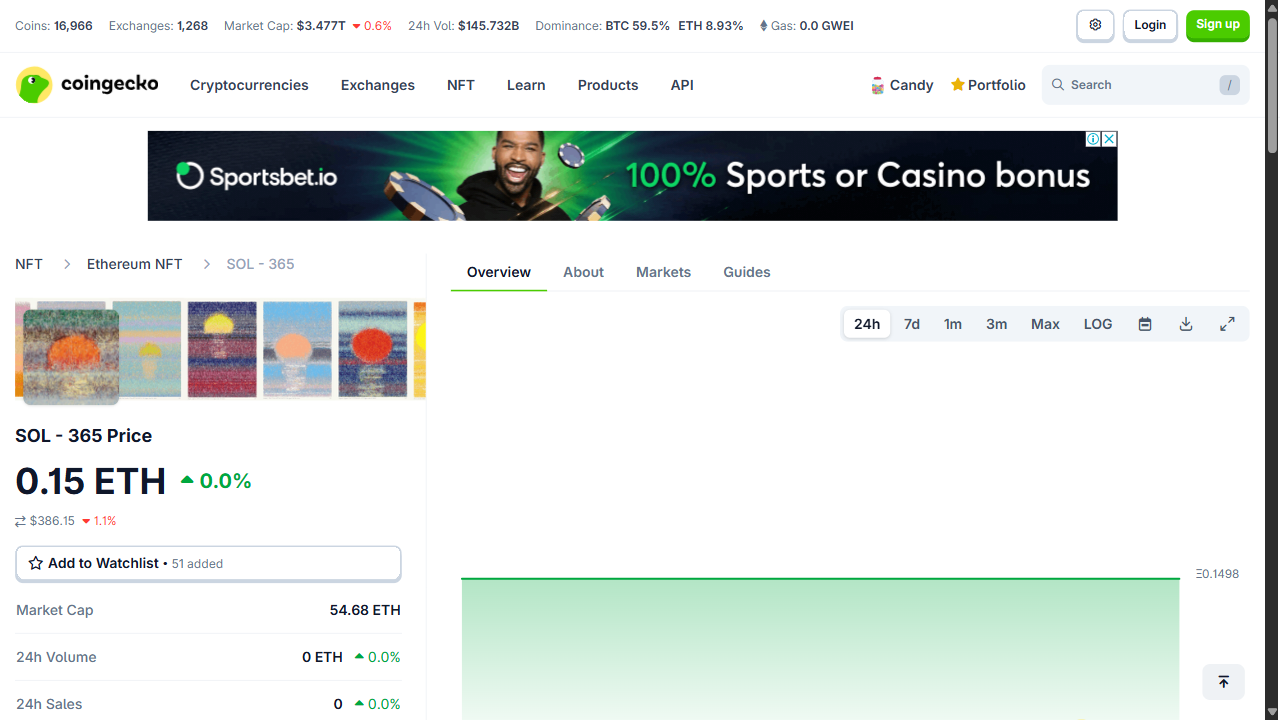 Coins: 16,966 Exchanges: 1,268 Market Cap: $3.477T 0.6% 24h Vol: $145.732B Dominance: BTC 59.5% ETH 8.93% Gas: 0.0 GWEI
Login
Sign up
coingecko
Cryptocurrencies Exchanges NFT Learn Products API
Candy
Portfolio
Search /
Sportsbet.io
100% Sports or Casino bonus
NFT Ethereum NFT SOL - 365
SOL - 365 Price
0.15 ETH 0.0%
$386.15 1.1%
Add to Watchlist • 51 added
Market Cap 54.68 ETH
24h Volume 0 ETH 0.0%
24h Sales 0 0.0%
Overview About Markets Guides
24h 7d 1m 3m Max LOG
Ξ0.1498